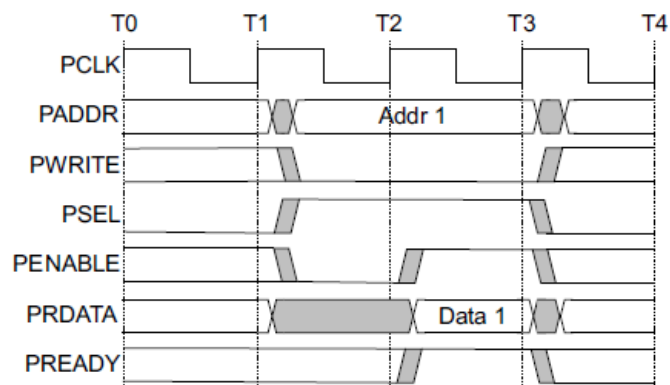 T0 T1 T2 T3 T4
PCLK
PADDR Addr 1
PWRITE
PSEL
PENABLE
PRDATA Data 1
PREADY